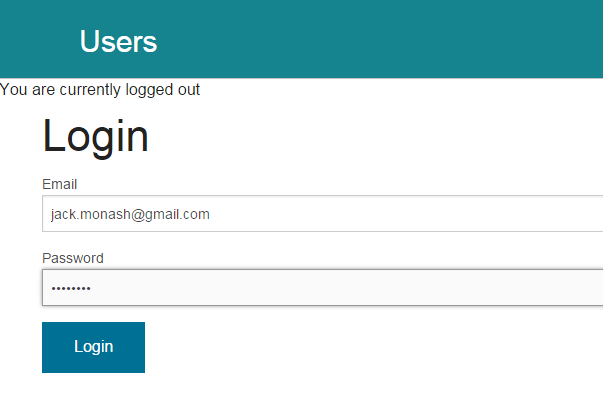 Users
You are currently logged out
Login
Email
jack.monash@gmail.com
Password
••••••••
Login